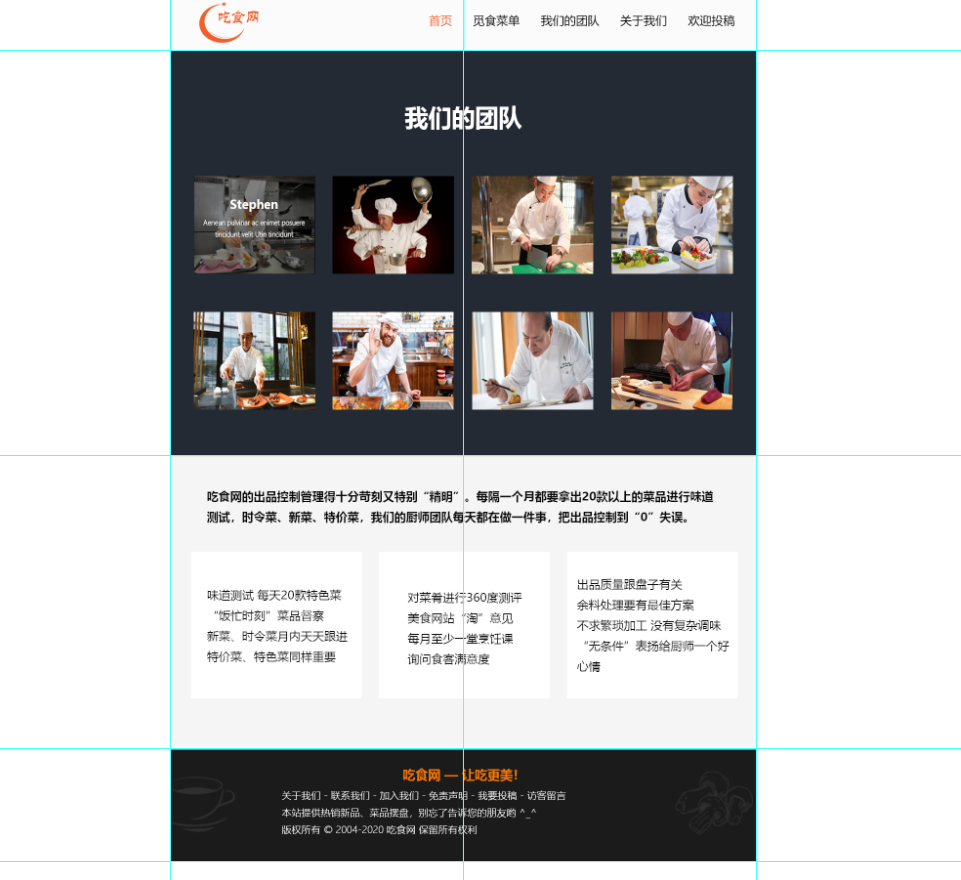 吃食网
首页 觅食菜单 我们的团队 关于我们 欢迎投稿
我们的团队
Stephen
Aenean pulvinar ac enimet posuere
tincidunt velit Utin tincidunt
吃食网的出品控制管理得十分苛刻又特别“精明”。每隔一个月都要拿出20款以上的菜品进行味道
测试，时令菜、新菜、特价菜，我们的厨师团队每天都在做一件事，把出品控制到“0”失误。
味道测试 每天20款特色菜
“饭忙时刻”菜品督察
新菜、时令菜月内天天跟进
特价菜、特色菜同样重要
对菜肴进行360度测评
美食网站“淘”意见
每月至少一堂烹饪课
询问食客满意度
出品质量跟盘子有关
余料处理要有最佳方案
不求繁琐加工 没有复杂调味
“无条件”表扬给厨师一个好
心情
吃食网 — 让吃更美！
关于我们 - 联系我们 - 加入我们 - 免责声明 - 我要投稿 - 访客留言
本站提供热销新品、菜品摆盘，别忘了告诉您的朋友哟 ^_^
版权所有 © 2004-2020 吃食网 保留所有权利